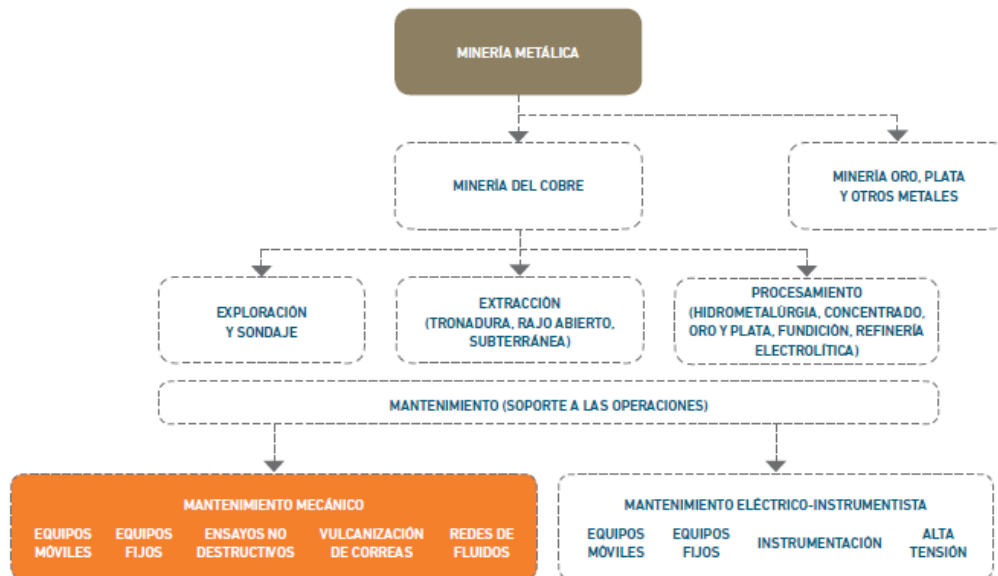 MINERÍA METÁLICA
MINERÍA DEL COBRE
MINERÍA ORO, PLATA
Y OTROS METALES
EXPLORACIÓN
Y SONDAJE
EXTRACCIÓN
(TRONADURA, RAJO ABIERTO,
SUBTERRÁNEA)
PROCESAMIENTO
(HIDROMETALÚRGIA, CONCENTRADO,
ORO Y PLATA, FUNDICIÓN, REFINERÍA
ELECTROLÍTICA)
MANTENIMIENTO (SOPORTE A LAS OPERACIONES)
MANTENIMIENTO MECÁNICO
EQUIPOS
MÓVILES
EQUIPOS
FIJOS
ENSAYOS NO
DESTRUCTIVOS
VULCANIZACIÓN
DE CORREAS
REDES DE
FLUIDOS
MANTENIMIENTO ELÉCTRICO-INSTRUMENTISTA
EQUIPOS
MÓVILES
EQUIPOS
FIJOS
INSTRUMENTACIÓN
ALTA
TENSIÓN